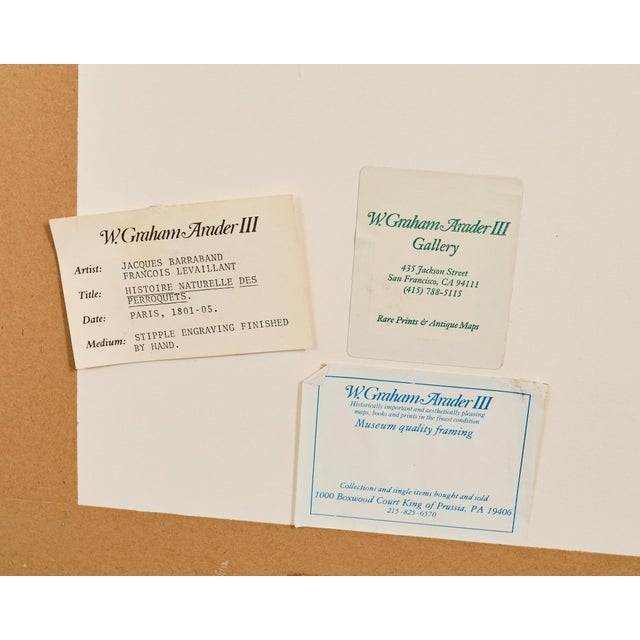 W. Graham Arader III
Artist: JACQUES BARRABAND
FRANCOIS LEVAILLANT
Title: HISTOIRE NATURELLE DES
PERROQUETS.
Date: PARIS, 1801-05.
Medium: STIPPLE ENGRAVING FINISHED
BY HAND.
W. Graham Arader III
Gallery
435 Jackson Street
San Francisco, CA 94111
(415) 788-5115
Rare Prints & Antique Maps
W. Graham Arader III
Historically important and aesthetically pleasing
maps, books and prints in the finest condition
Museum quality framing
Collections and single items bought and sold
1000 Boxwood Court King of Prussia, PA 19406
215-825-6570